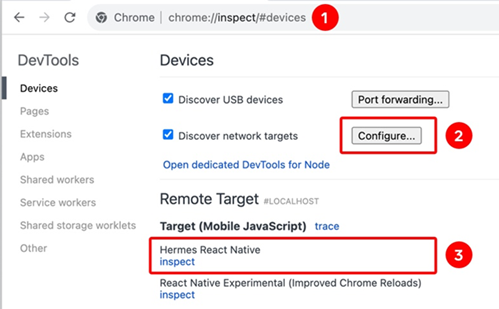 Chrome chrome://inspect/#devices 1
DevTools
Devices
Pages
Extensions
Apps
Shared workers
Service workers
Shared storage worklets
Other
Devices
Discover USB devices Port forwarding...
Discover network targets Configure... 2
Open dedicated DevTools for Node
Remote Target #LOCALHOST
Target (Mobile JavaScript) trace
Hermes React Native
inspect 3
React Native Experimental (Improved Chrome Reloads)
inspect